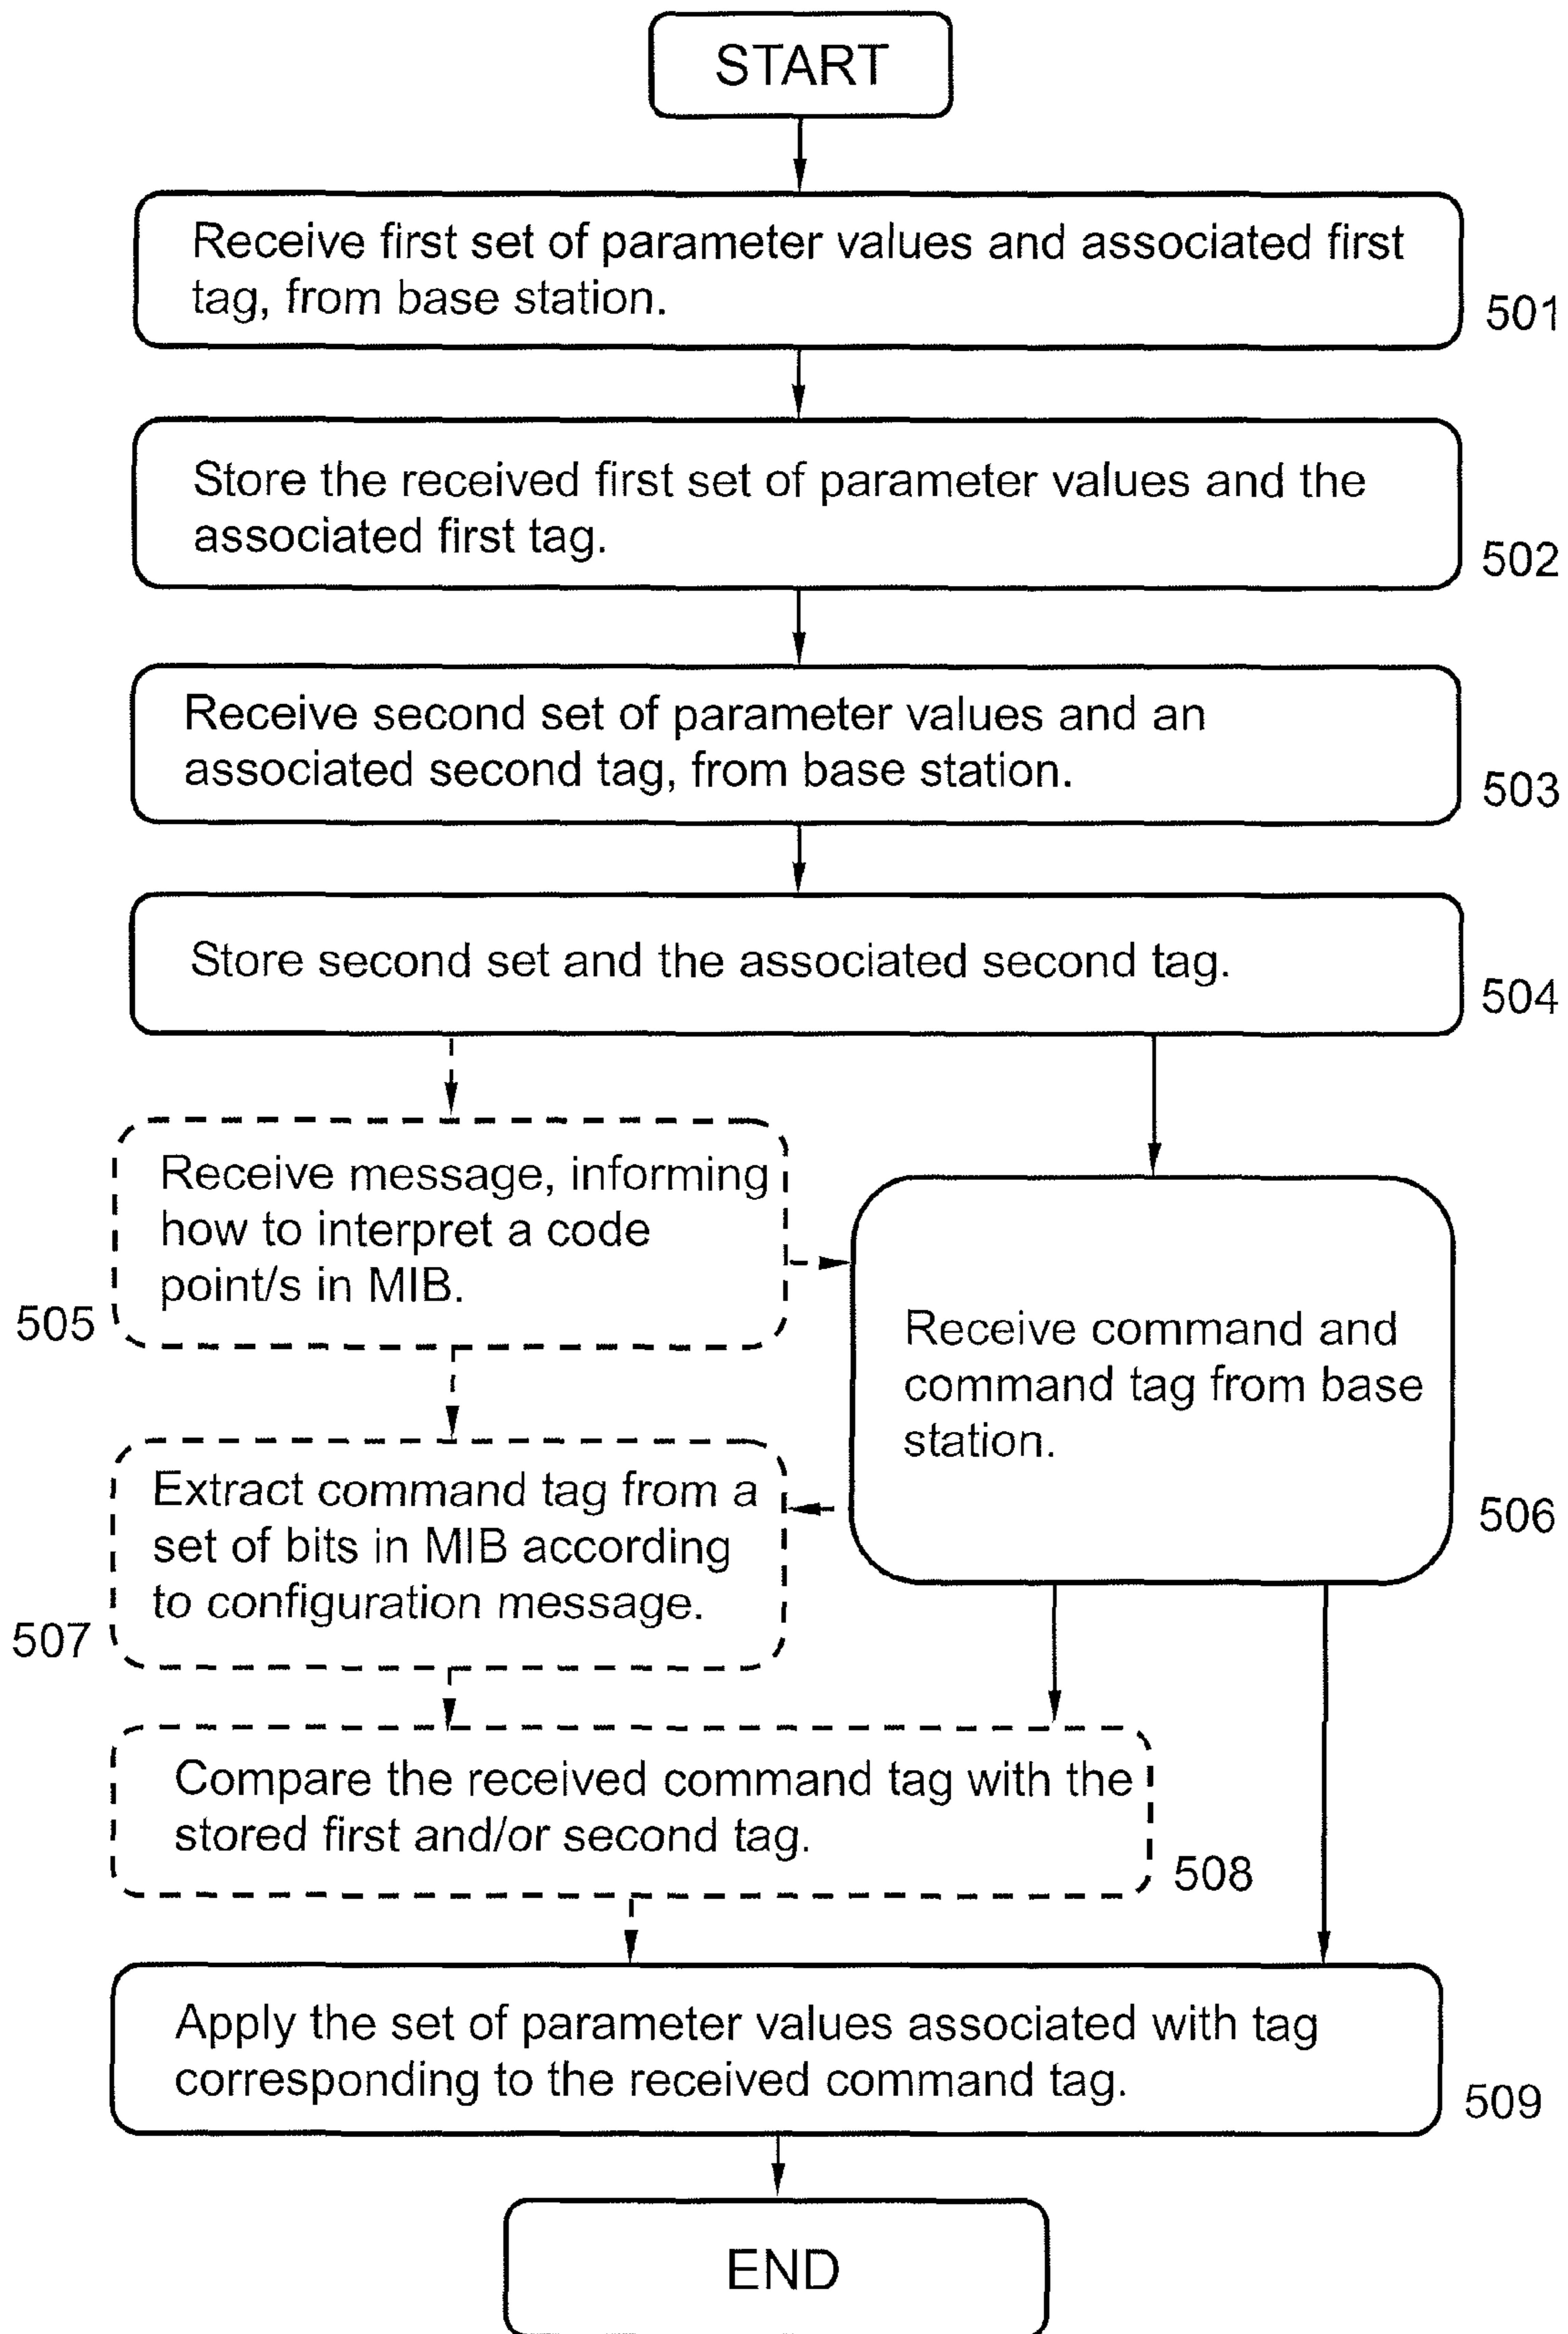 START
Receive first set of parameter values and associated first
tag, from base station.
501
Store the received first set of parameter values and the
associated first tag.
502
Receive second set of parameter values and an
associated second tag, from base station.
503
Store second set and the associated second tag.
504
Receive message, informing
how to interpret a code
point/s in MIB.
505
Receive command and
command tag from base
station.
506
Extract command tag from a
set of bits in MIB according
to configuration message.
507
Compare the received command tag with the
stored first and/or second tag.
508
Apply the set of parameter values associated with tag
corresponding to the received command tag.
509
END